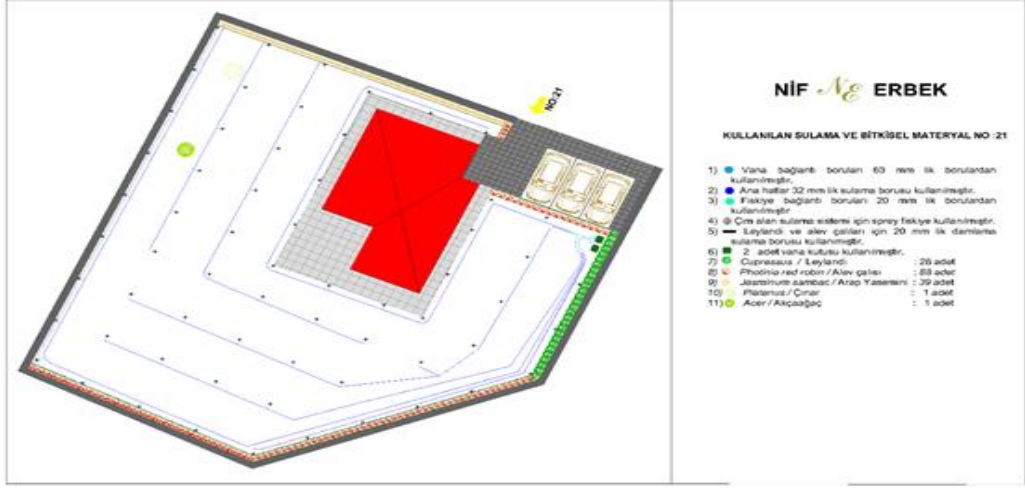 NO:21
NİF NE ERBEK
KULLANILAN SULAMA VE BİTKİSEL MATERYAL NO :21
1) Vana bağlantı boruları 63 mm lik borulardan
kullanılmıştır.
2) Ana hatlar 32 mm lik sulama borusu kullanılmıştır.
3) Fıskiye bağlantı boruları 20 mm lik borulardan
kullanılmıştır
4) Çim alan sulama sistemi için sprey fıskiye kullanılmıştır.
5) Leylandi ve alev çalıları için 20 mm lik damlama
sulama borusu kullanılmıştır.
6) 2 adet vana kutusu kullanılmıştır.
7) Cupressus / Leylandi : 28 adet
8) Photinia red robin / Alev çalısı : 88 adet
9) Jasminum sambac / Arap Yasemini : 39 adet
10) Platanus / Çınar : 1 adet
11) Acer / Akçaağaç : 1 adet